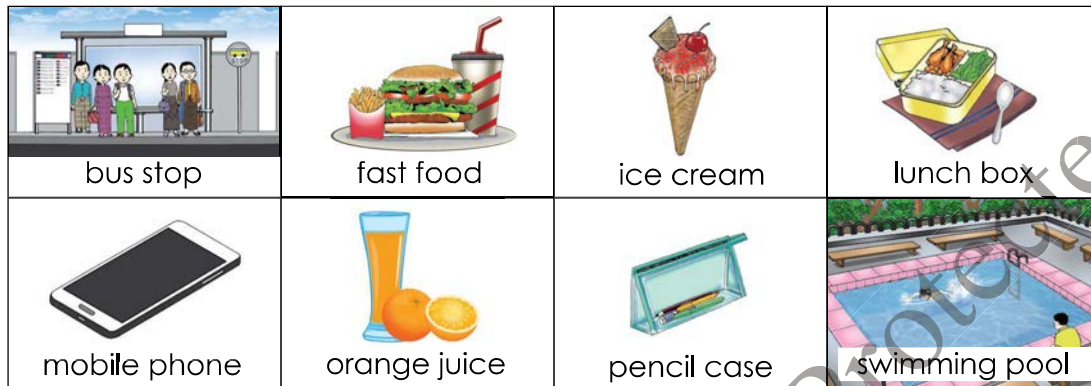 bus stop
fast food
ice cream
lunch box
mobile phone
orange juice
pencil case
swimming pool